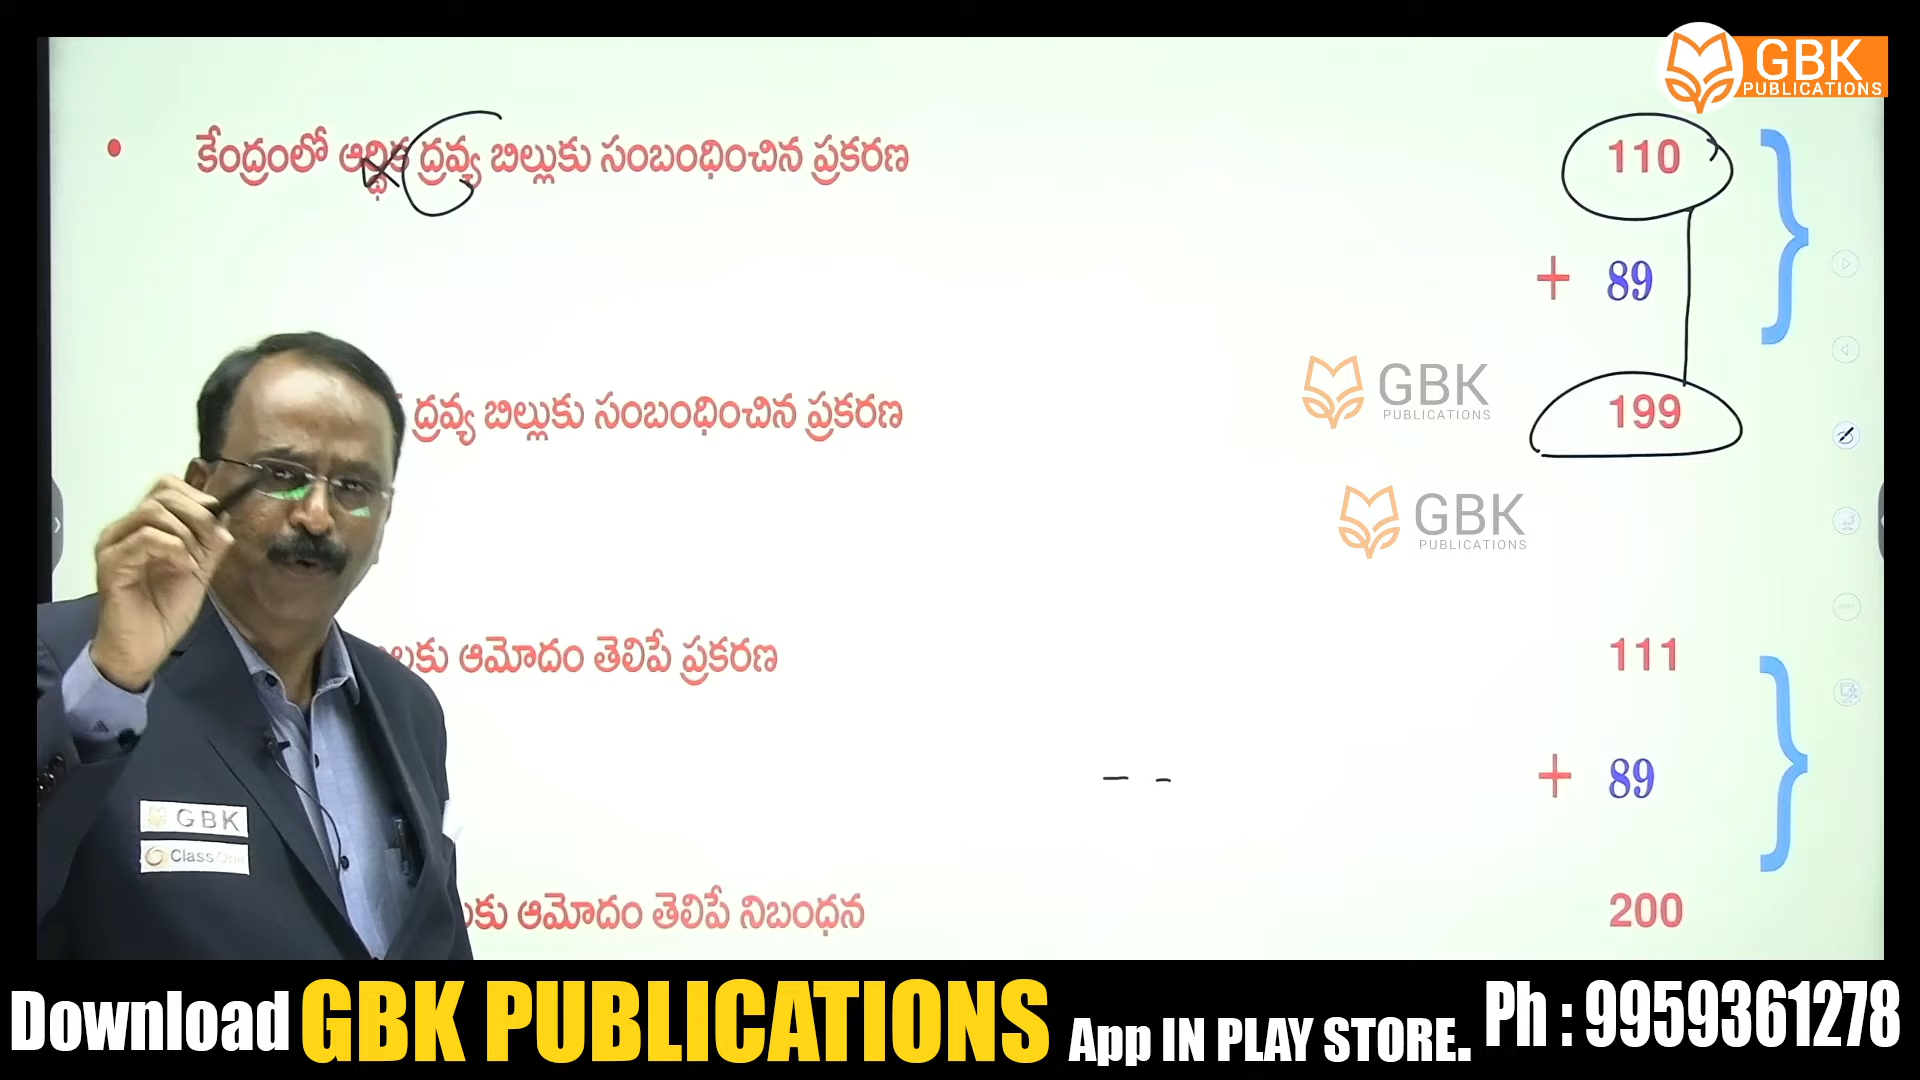 GBK
PUBLICATIONS
• కేంద్రంలో ఆర్థిక ద్రవ్య బిల్లుకు సంబంధించిన ప్రకరణ 110
+ 89
ద్రవ్య బిల్లుకు సంబంధించిన ప్రకరణ 199
GBK
PUBLICATIONS
GBK
PUBLICATIONS
ఆమోదం తెలిపే ప్రకరణ 111
+ 89
ఆమోదం తెలిపే నిబంధన 200
GBK
Class One
Download GBK PUBLICATIONS App IN PLAY STORE. Ph : 9959361278